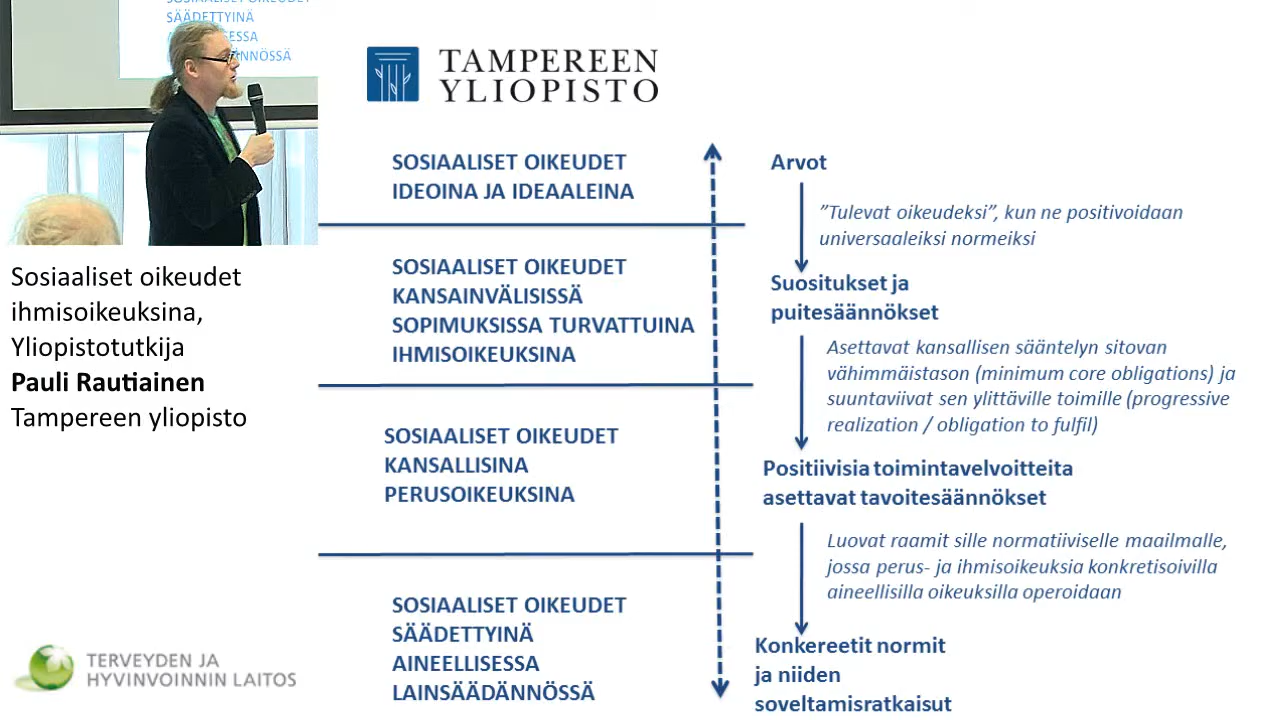 SOSIAALISET OIKEUDET
SÄÄDETTYINÄ
NNÖSSÄ
TAMPEREEN
YLIOPISTO
Sosiaaliset oikeudet
ihmisoikeuksina,
Yliopistotutkija
Pauli Rautiainen
Tampereen yliopisto
SOSIAALISET OIKEUDET
IDEOINA JA IDEAALEINA
SOSIAALISET OIKEUDET
KANSAINVÄLISISSÄ
SOPIMUKSISSA TURVATTUINA
IHMISOIKEUKSINA
SOSIAALISET OIKEUDET
KANSALLISINA
PERUSOIKEUKSINA
SOSIAALISET OIKEUDET
SÄÄDETTYINÄ
AINEELLISESSA
LAINSÄÄDÄNNÖSSÄ
Arvot
”Tulevat oikeudeksi”, kun ne positivoidaan
universaaleiksi normeiksi
Suositukset ja
puitesäännökset
Asettavat kansallisen sääntelyn sitovan
vähimmäistason (minimum core obligations) ja
suuntaviivat sen ylittäville toimille (progressive
realization / obligation to fulfil)
Positiivisia toimintavelvoitteita
asettavat tavoitesäännökset
Luovat raamit sille normatiiviselle maailmalle,
jossa perus- ja ihmisoikeuksia konkretisoivilla
aineellisilla oikeuksilla operoidaan
Konkereetit normit
ja niiden
soveltamisratkaisut
TERVEYDEN JA
HYVINVOINNIN LAITOS